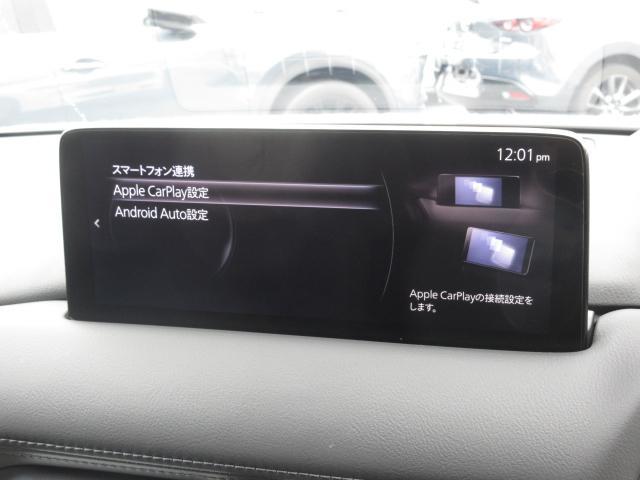 12:01pm
スマートフォン連携
Apple CarPlay設定
Android Auto設定
Apple CarPlayの接続設定を
します。